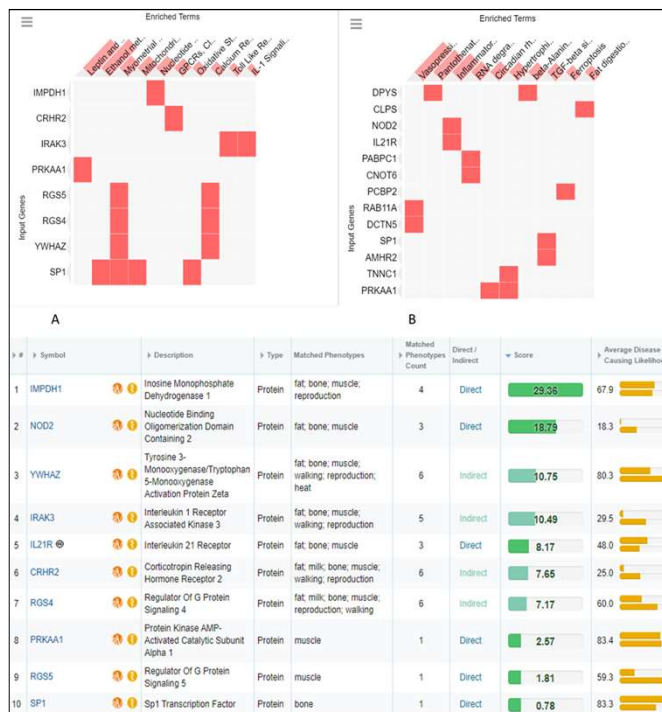 Enriched Terms
Leptin and ..
Ethanol met..
Myometrial ..
Mitochondri..
Nucleotide ..
GPCRs, Cl..
Oxidative St..
Calcium Re..
Toll Like Re..
IL-1 Signali..
Input Genes
IMPDH1
CRHR2
IRAK3
PRKAA1
RGS5
RGS4
YWHAZ
SP1
A
Enriched Terms
Vasopressi..
Pantothenat..
Inflammator..
RNA degra..
Circadian rh..
Hypertrophi..
beta-Alanin..
TGF-beta si..
Ferroptosis
Fat digestio..
Input Genes
DPYS
CLPS
NOD2
IL21R
PABPC1
CNOT6
PCBP2
RAB11A
DCTN5
SP1
AMHR2
TNNC1
PRKAA1
B
# Symbol Description Type Matched Phenotypes Matched Phenotypes Count Direct / Indirect Score Average Disease Causing Likelihoo
1 IMPDH1 Inosine Monophosphate Dehydrogenase 1 Protein fat; bone; muscle; reproduction 4 Direct 29.36 67.9
2 NOD2 Nucleotide Binding Oligomerization Domain Containing 2 Protein fat; bone; muscle 3 Direct 18.79 18.3
3 YWHAZ Tyrosine 3-Monooxygenase/Tryptophan 5-Monooxygenase Activation Protein Zeta Protein fat; bone; muscle; walking; reproduction; heat 6 Indirect 10.75 80.3
4 IRAK3 Interleukin 1 Receptor Associated Kinase 3 Protein fat; bone; muscle; walking; reproduction 5 Indirect 10.49 29.5
5 IL21R Interleukin 21 Receptor Protein fat; bone; muscle 3 Direct 8.17 48.0
6 CRHR2 Corticotropin Releasing Hormone Receptor 2 Protein fat; milk; bone; muscle; walking; reproduction 6 Indirect 7.65 25.0
7 RGS4 Regulator Of G Protein Signaling 4 Protein fat; milk; bone; muscle; reproduction; walking 6 Indirect 7.17 60.0
8 PRKAA1 Protein Kinase AMP-Activated Catalytic Subunit Alpha 1 Protein muscle 1 Direct 2.57 83.4
9 RGS5 Regulator Of G Protein Signaling 5 Protein muscle 1 Direct 1.81 59.3
10 SP1 Sp1 Transcription Factor Protein bone 1 Direct 0.78 83.3